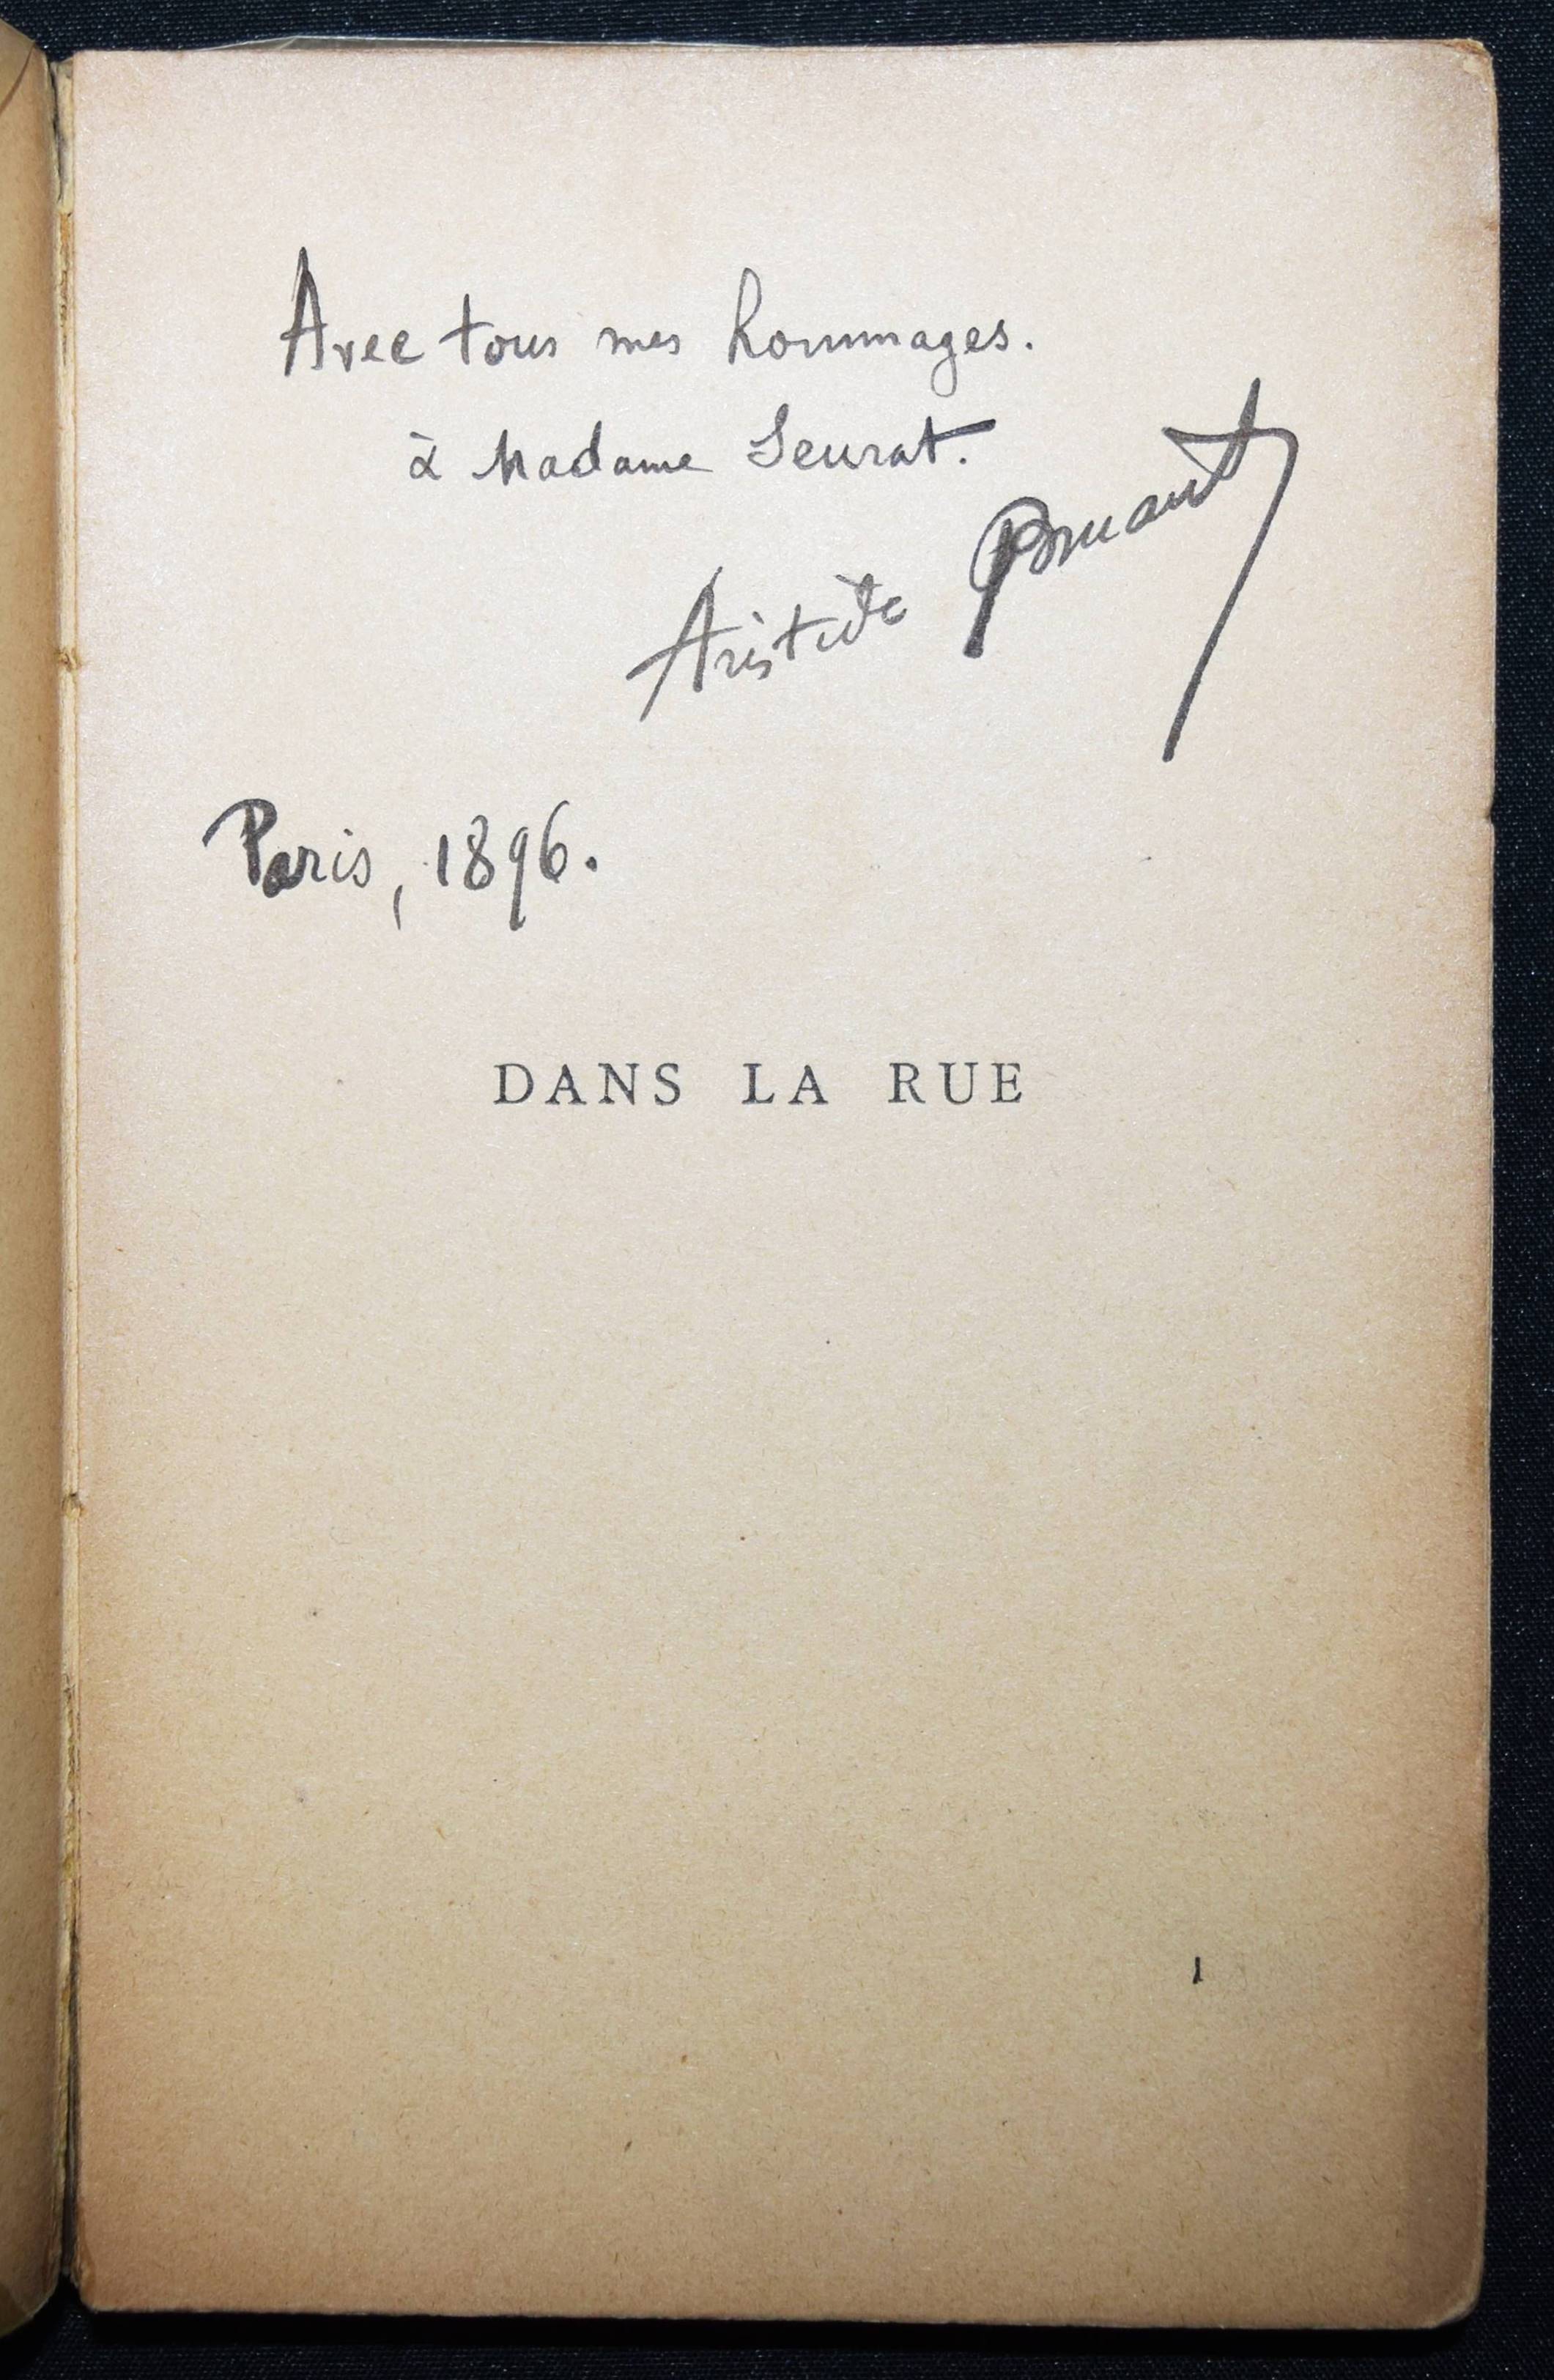 Avec tous mes hommages.
à Madame Seurat.
Aristide Bruant
Paris, 1896.
DANS LA RUE
1